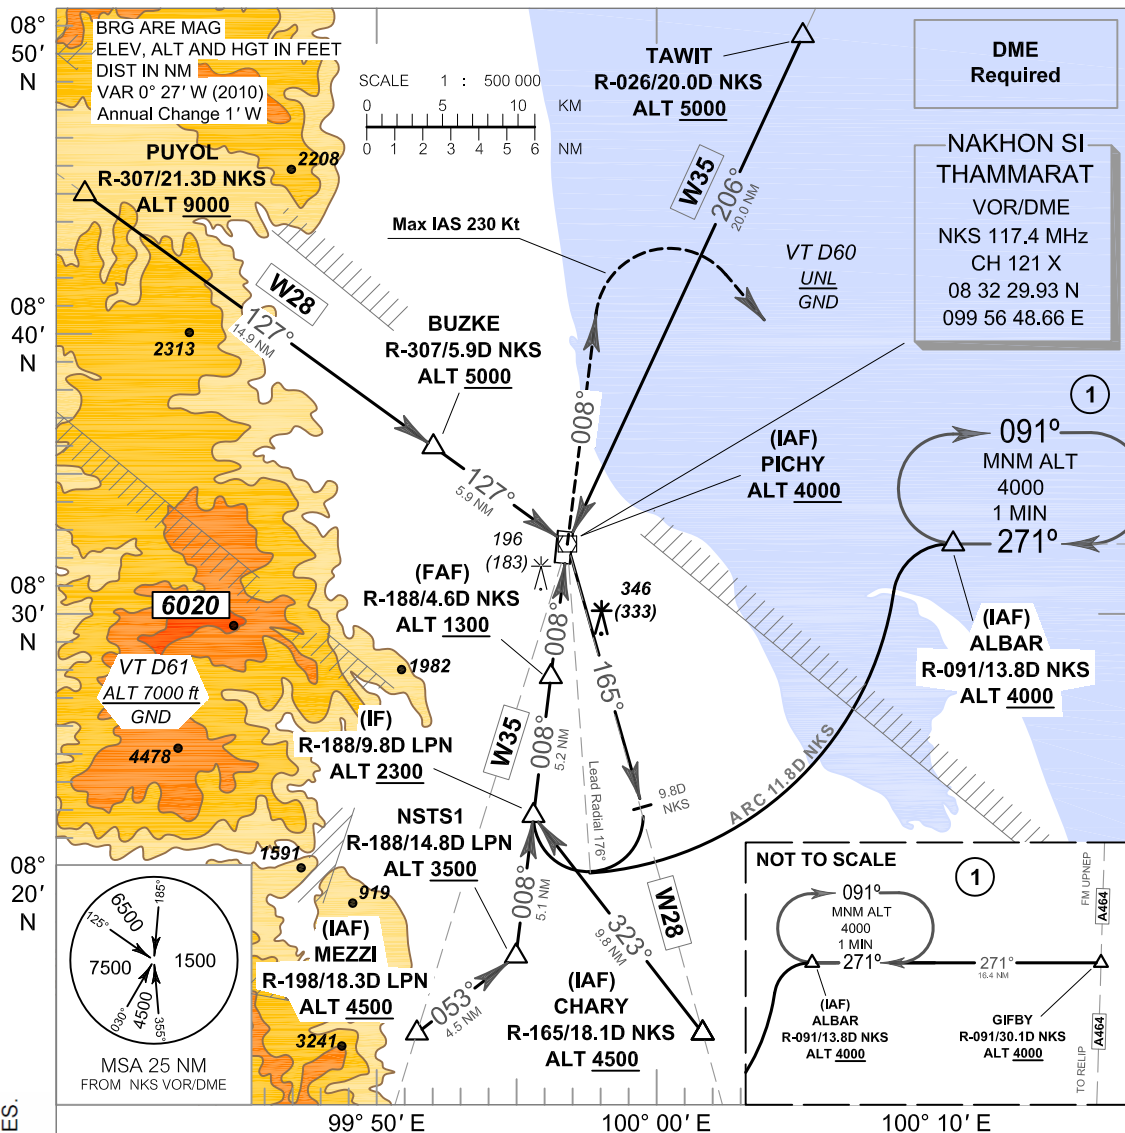 08°
50'
N
BRG ARE MAG
ELEV, ALT AND HGT IN FEET
DIST IN NM
VAR 0° 27' W (2010)
Annual Change 1' W
SCALE 1 : 500 000
0 5 10 KM
0 1 2 3 4 5 6 NM
TAWIT
R-026/20.0D NKS
ALT 5000
DME
Required
NAKHON SI
THAMMARAT
VOR/DME
NKS 117.4 MHz
CH 121 X
08 32 29.93 N
099 56 48.66 E
PUYOL
R-307/21.3D NKS
ALT 9000
2208
W35
206°
20.0 NM
Max IAS 230 Kt
VT D60
UNL
GND
W28
127°
14.9 NM
08°
40'
N
2313
BUZKE
R-307/5.9D NKS
ALT 5000
008°
127°
5.9 NM
(IAF)
PICHY
ALT 4000
1
091°
MNM ALT
4000
1 MIN
271°
196
(183)
346
(333)
08°
30'
N
6020
(FAF)
R-188/4.6D NKS
ALT 1300
008°
165°
(IAF)
ALBAR
R-091/13.8D NKS
ALT 4000
1982
VT D61
ALT 7000 ft
GND
4478
(IF)
R-188/9.8D LPN
ALT 2300
W35
008°
5.2 NM
Lead Radial 176°
9.8D
NKS
ARC 11.8D NKS
NSTS1
R-188/14.8D LPN
ALT 3500
008°
5.1 NM
W28
323°
9.8 NM
08°
20'
N
1591
919
(IAF)
MEZZI
R-198/18.3D LPN
ALT 4500
053°
4.5 NM
3241
(IAF)
CHARY
R-165/18.1D NKS
ALT 4500
6500
185°
125°
7500
1500
030°
4500
355°
MSA 25 NM
FROM NKS VOR/DME
NOT TO SCALE
1
091°
MNM ALT
4000
1 MIN
271°
271°
16.4 NM
(IAF)
ALBAR
R-091/13.8D NKS
ALT 4000
GIFBY
R-091/30.1D NKS
ALT 4000
FM UPNEP
A464
A464
TO RELIP
ES.
99° 50' E
100° 00' E
100° 10' E